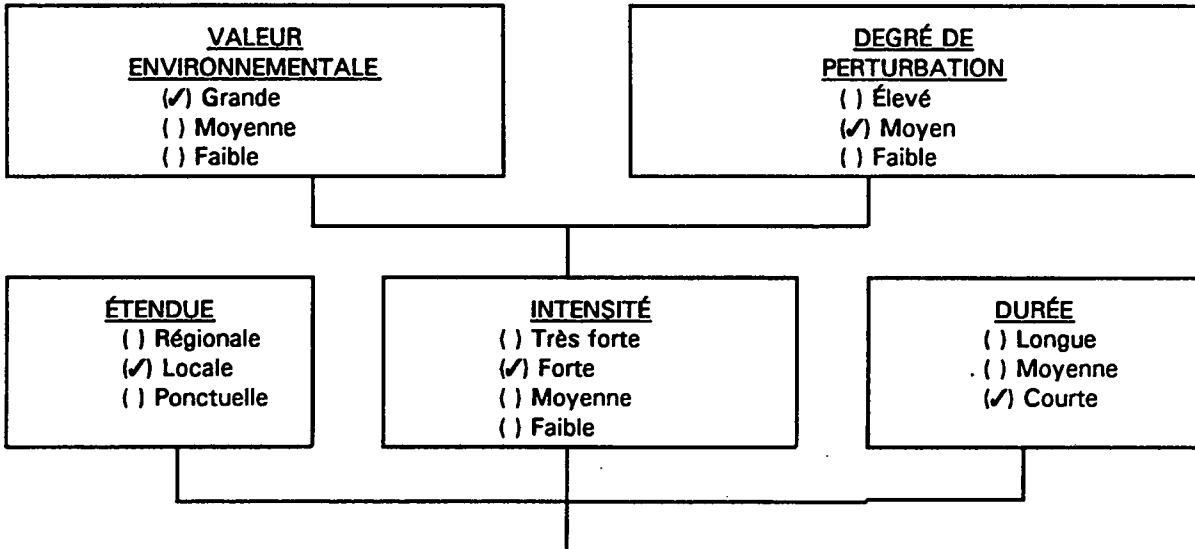 VALEUR
ENVIRONNEMENTALE
(✓) Grande
( ) Moyenne
( ) Faible
DEGRÉ DE
PERTURBATION
( ) Élevé
(✓) Moyen
( ) Faible
ÉTENDUE
( ) Régionale
(✓) Locale
( ) Ponctuelle
INTENSITÉ
( ) Très forte
(✓) Forte
( ) Moyenne
( ) Faible
DURÉE
( ) Longue
( ) Moyenne
(✓) Courte